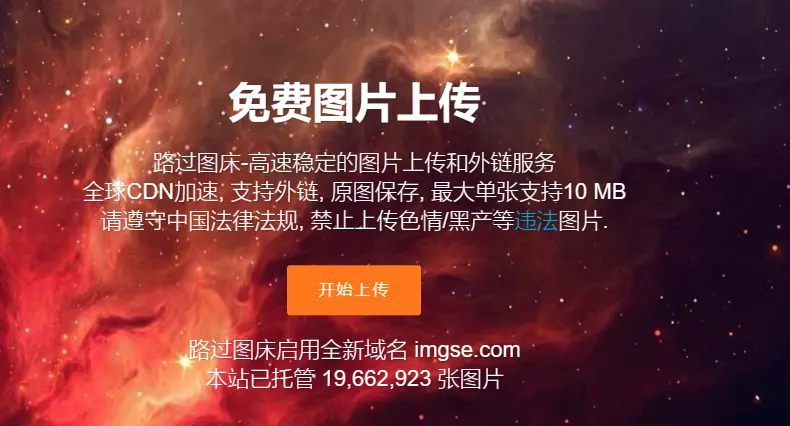 免费图片上传
路过图床-高速稳定的图片上传和外链服务
全球CDN加速, 支持外链, 原图保存, 最大单张支持10 MB
请遵守中国法律法规, 禁止上传色情/黑产等违法图片.
开始上传
路过图床启用全新域名 imgse.com
本站已托管 19,662,923 张图片